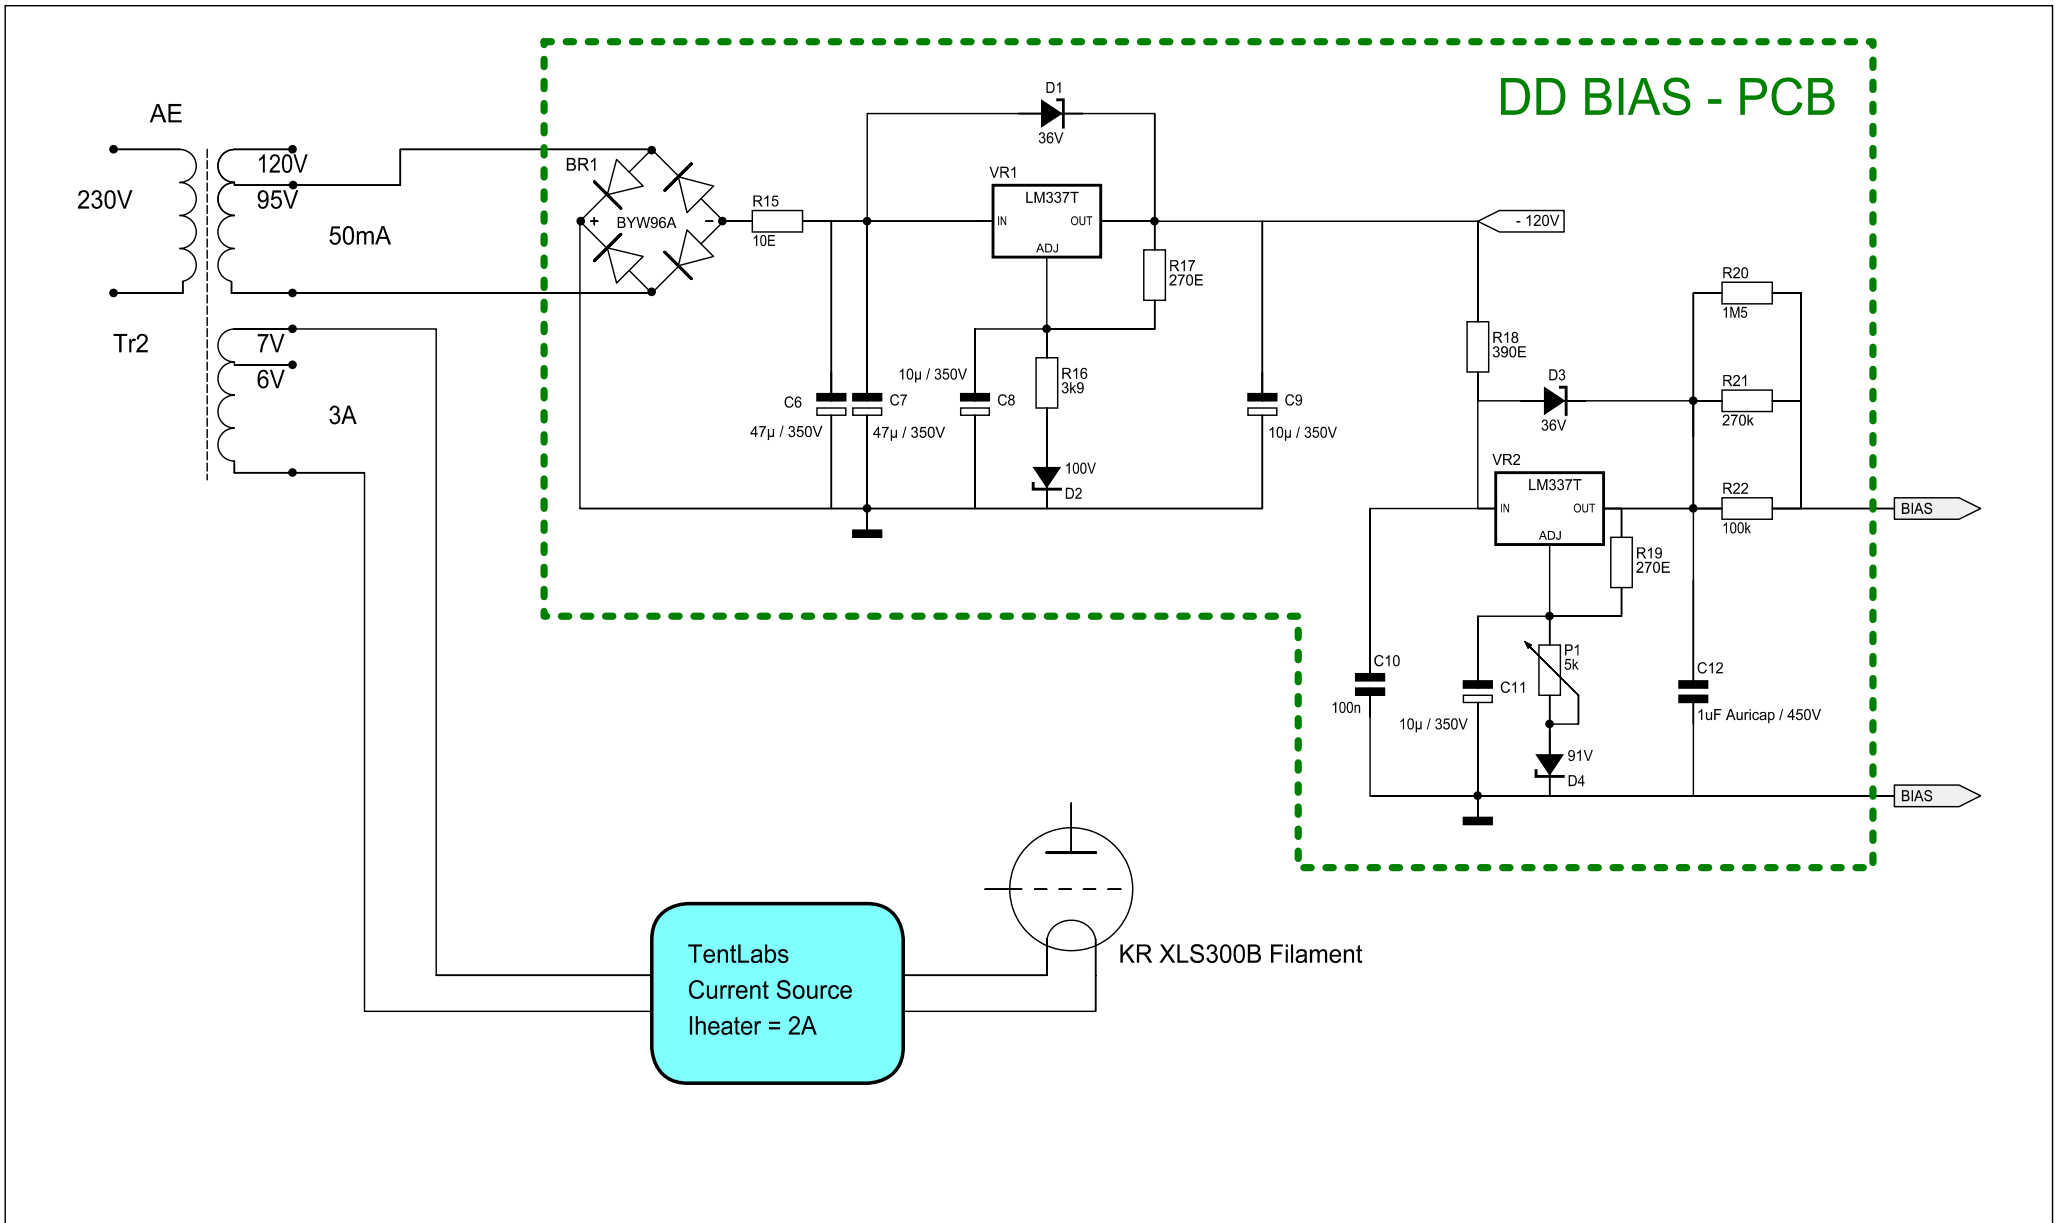 DD BIAS - PCB
AE
230V
Tr2
120V
95V
50mA
7V
6V
3A
BR1
+
BYW96A
−
R15
10E
D1
36V
VR1
LM337T
IN
OUT
ADJ
R17
270E
- 120V
R16
3k9
10µ / 350V
C8
C6
47µ / 350V
C7
47µ / 350V
C9
10µ / 350V
100V
D2
R18
390E
D3
36V
R20
1M5
R21
270k
R22
100k
VR2
LM337T
IN
OUT
ADJ
R19
270E
BIAS
C10
100n
C11
10µ / 350V
P1
5k
C12
1uF Auricap / 450V
91V
D4
BIAS
TentLabs
Current Source
Iheater = 2A
KR XLS300B Filament